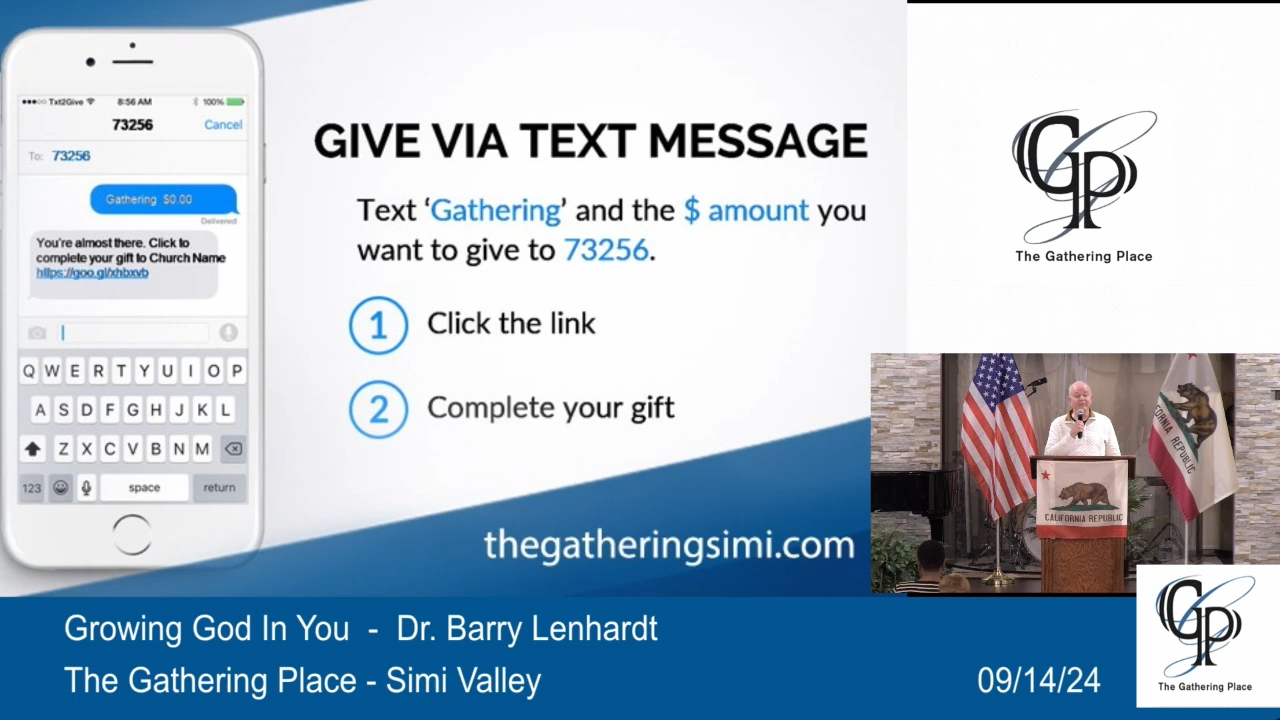 Txt2Give
8:56 AM
100%
73256
Cancel
To: 73256
Gathering $0.00
Delivered
You're almost there. Click to
complete your gift to Church Name
https://goo.gl/xhbxvb
Q W E R T Y U I O P
A S D F G H J K L
Z X C V B N M
123
space
return
GIVE VIA TEXT MESSAGE
Text ‘Gathering’ and the $ amount you
want to give to 73256.
1 Click the link
2 Complete your gift
thegatheringsimi.com
GP
The Gathering Place
CALIFORNIA REPUBLIC
CALIFORNIA REPUBLIC
Growing God In You - Dr. Barry Lenhardt
The Gathering Place - Simi Valley
09/14/24
GP
The Gathering Place